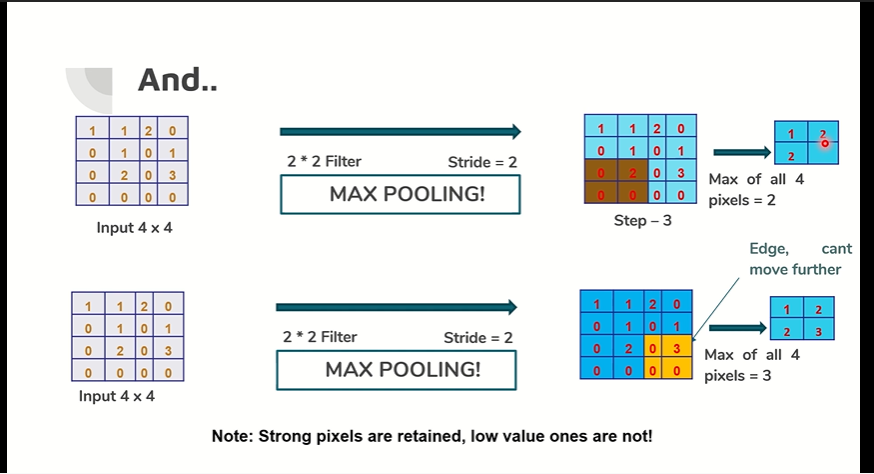 And..
1 1 2 0
0 1 0 1
0 2 0 3
0 0 0 0
Input 4 x 4
2 * 2 Filter Stride = 2
MAX POOLING!
1 1 2 0
0 1 0 1
0 2 0 3
0 0 0 0
Step – 3
1 2
2
Max of all 4
pixels = 2
Edge, cant
move further
1 1 2 0
0 1 0 1
0 2 0 3
0 0 0 0
Input 4 x 4
2 * 2 Filter Stride = 2
MAX POOLING!
1 1 2 0
0 1 0 1
0 2 0 3
0 0 0 0
1 2
2 3
Max of all 4
pixels = 3
Note: Strong pixels are retained, low value ones are not!